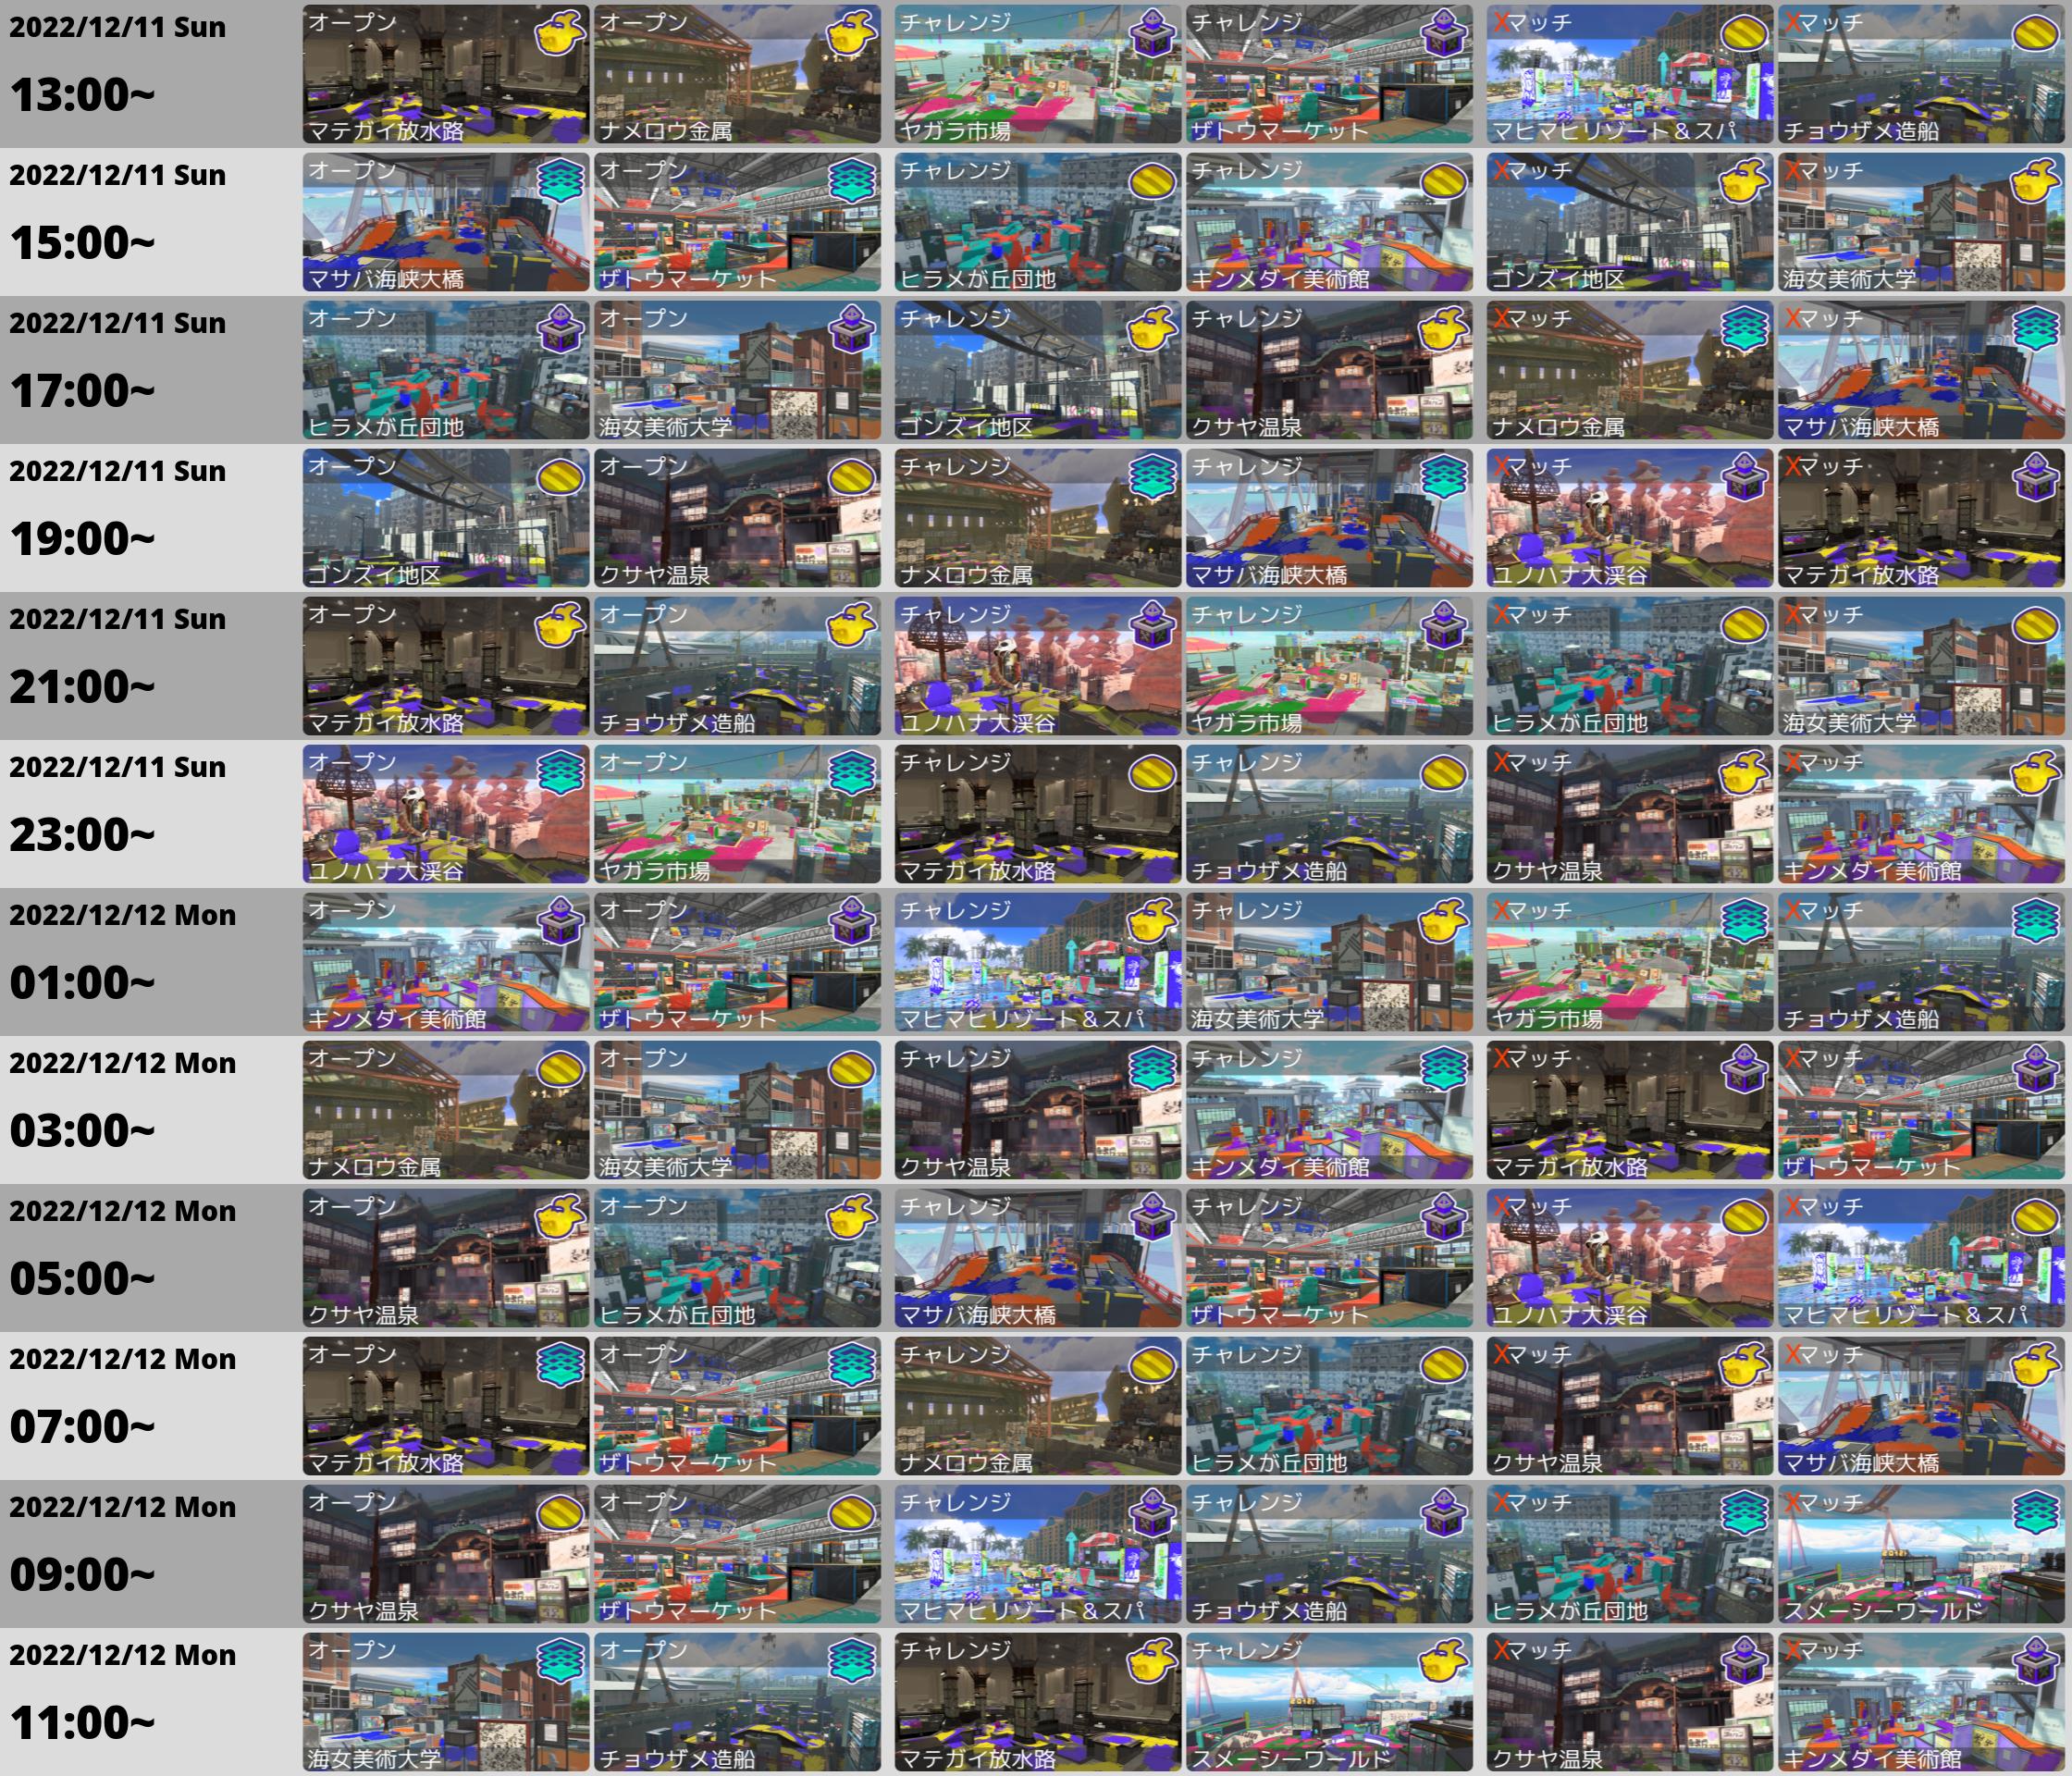 2022/12/11 Sun
13:00~
オープン オープン チャレンジ チャレンジ Xマッチ Xマッチ
マテガイ放水路 ナメロウ金属 ヤガラ市場 ザトウマーケット マヒマヒリゾート&スパ チョウザメ造船
2022/12/11 Sun
15:00~
オープン オープン チャレンジ チャレンジ Xマッチ Xマッチ
マサバ海峡大橋 ザトウマーケット ヒラメが丘団地 キンメダイ美術館 ゴンズイ地区 海女美術大学
2022/12/11 Sun
17:00~
オープン オープン チャレンジ チャレンジ Xマッチ Xマッチ
ヒラメが丘団地 海女美術大学 ゴンズイ地区 クサヤ温泉 ナメロウ金属 マサバ海峡大橋
2022/12/11 Sun
19:00~
オープン オープン チャレンジ チャレンジ Xマッチ Xマッチ
ゴンズイ地区 クサヤ温泉 ナメロウ金属 マサバ海峡大橋 ユノハナ大渓谷 マテガイ放水路
2022/12/11 Sun
21:00~
オープン オープン チャレンジ チャレンジ Xマッチ Xマッチ
マテガイ放水路 チョウザメ造船 ユノハナ大渓谷 ヤガラ市場 ヒラメが丘団地 海女美術大学
2022/12/11 Sun
23:00~
オープン オープン チャレンジ チャレンジ Xマッチ Xマッチ
ユノハナ大渓谷 ヤガラ市場 マテガイ放水路 チョウザメ造船 クサヤ温泉 キンメダイ美術館
2022/12/12 Mon
01:00~
オープン オープン チャレンジ チャレンジ Xマッチ Xマッチ
キンメダイ美術館 ザトウマーケット マヒマヒリゾート&スパ 海女美術大学 ヤガラ市場 チョウザメ造船
2022/12/12 Mon
03:00~
オープン オープン チャレンジ チャレンジ Xマッチ Xマッチ
ナメロウ金属 海女美術大学 クサヤ温泉 キンメダイ美術館 マテガイ放水路 ザトウマーケット
2022/12/12 Mon
05:00~
オープン オープン チャレンジ チャレンジ Xマッチ Xマッチ
クサヤ温泉 ヒラメが丘団地 マサバ海峡大橋 ザトウマーケット ユノハナ大渓谷 マヒマヒリゾート&スパ
2022/12/12 Mon
07:00~
オープン オープン チャレンジ チャレンジ Xマッチ Xマッチ
マテガイ放水路 ザトウマーケット ナメロウ金属 ヒラメが丘団地 クサヤ温泉 マサバ海峡大橋
2022/12/12 Mon
09:00~
オープン オープン チャレンジ チャレンジ Xマッチ Xマッチ
クサヤ温泉 ザトウマーケット マヒマヒリゾート&スパ チョウザメ造船 ヒラメが丘団地 スメーシーワールド
2022/12/12 Mon
11:00~
オープン オープン チャレンジ チャレンジ Xマッチ Xマッチ
海女美術大学 チョウザメ造船 マテガイ放水路 スメーシーワールド クサヤ温泉 キンメダイ美術館